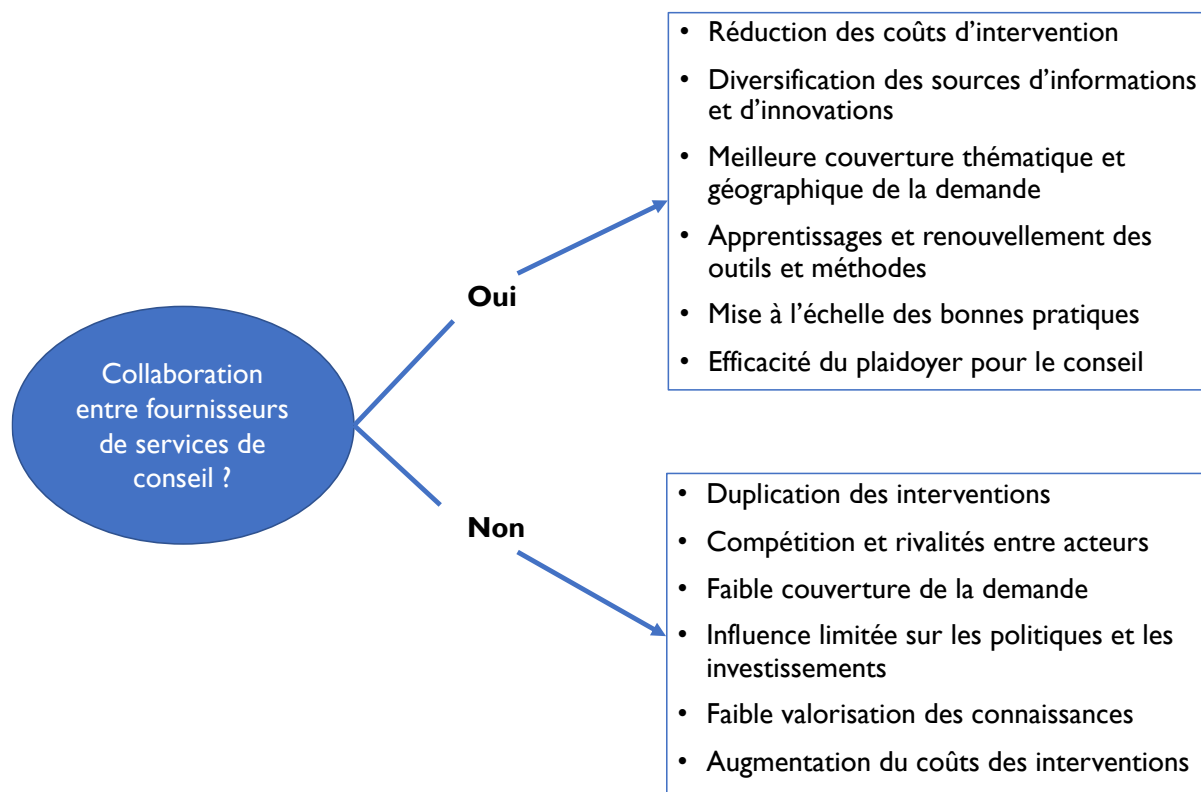 • Réduction des coûts d’intervention
• Diversification des sources d’informations
et d’innovations
• Meilleure couverture thématique et
géographique de la demande
• Apprentissages et renouvellement des
outils et méthodes
• Mise à l’échelle des bonnes pratiques
• Efficacité du plaidoyer pour le conseil
Oui
Collaboration
entre fournisseurs
de services de
conseil ?
Non
• Duplication des interventions
• Compétition et rivalités entre acteurs
• Faible couverture de la demande
• Influence limitée sur les politiques et les
investissements
• Faible valorisation des connaissances
• Augmentation du coûts des interventions